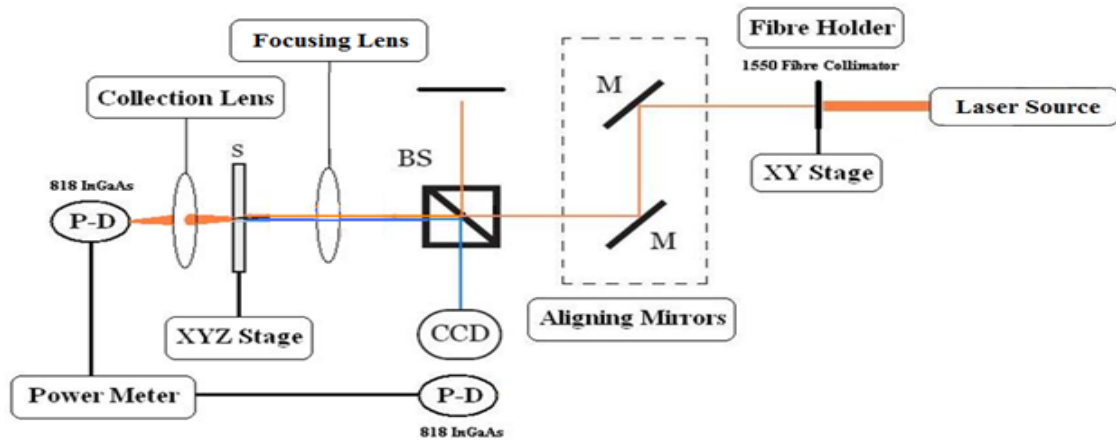 Focusing Lens
Fibre Holder
1550 Fibre Collimator
Collection Lens
M
Laser Source
S
BS
XY Stage
818 InGaAs
P-D
M
XYZ Stage
CCD
Aligning Mirrors
Power Meter
P-D
818 InGaAs